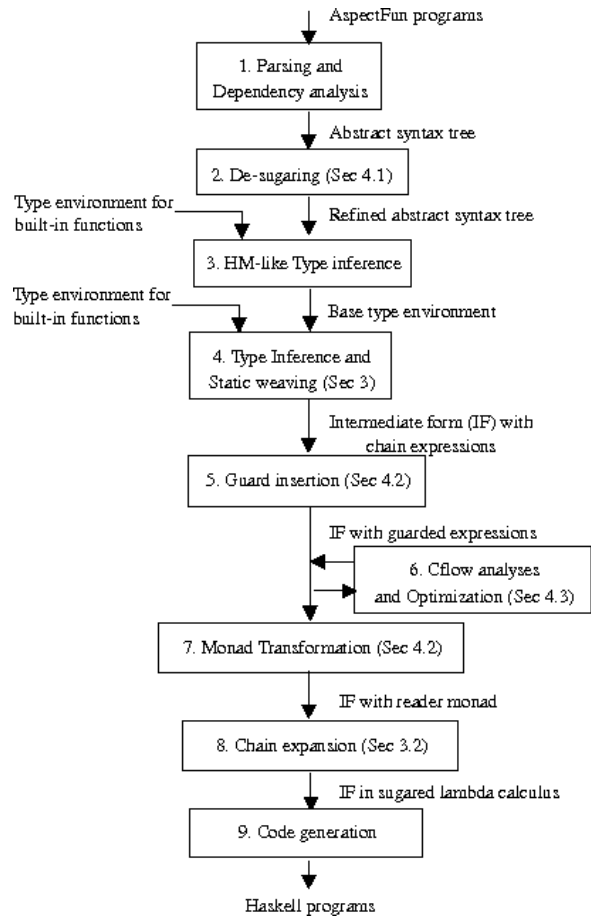 AspectFun programs
1. Parsing and
Dependency analysis
Abstract syntax tree
2. De-sugaring (Sec 4.1)
Type environment for
built-in functions
Refined abstract syntax tree
3. HM-like Type inference
Type environment for
built-in functions
Base type environment
4. Type Inference and
Static weaving (Sec 3)
Intermediate form (IF) with
chain expressions
5. Guard insertion (Sec 4.2)
IF with guarded expressions
6. Cflow analyses
and Optimization (Sec 4.3)
7. Monad Transformation (Sec 4.2)
IF with reader monad
8. Chain expansion (Sec 3.2)
IF in sugared lambda calculus
9. Code generation
Haskell programs